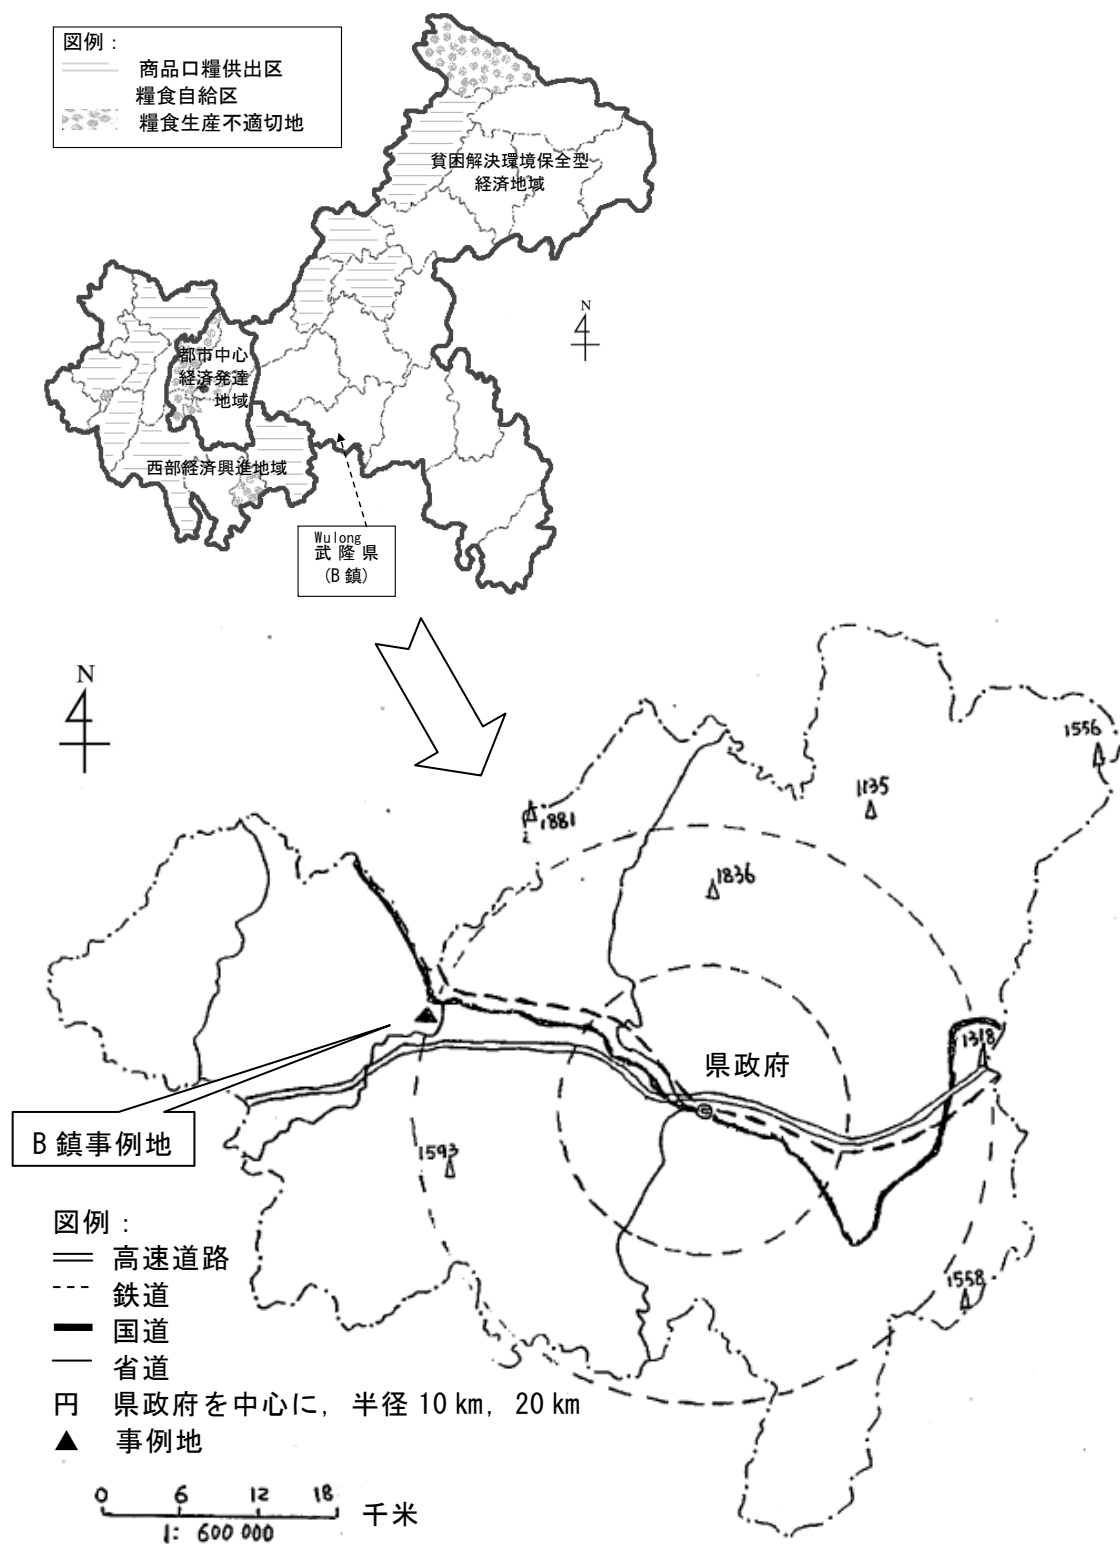 図例：
商品口糧供出区
糧食自給区
糧食生産不適切地
貧困解決環境保全型
経済地域
N
都市中心
経済発達
地域
西部経済興進地域
Wulong
武隆県
(B 鎮)
N
1556
1135
1881
1836
1318
県政府
B 鎮事例地
1593
1558
図例：
高速道路
鉄道
国道
省道
円 県政府を中心に，半径 10 km，20 km
▲ 事例地
0 6 12 18 千米
1: 600 000